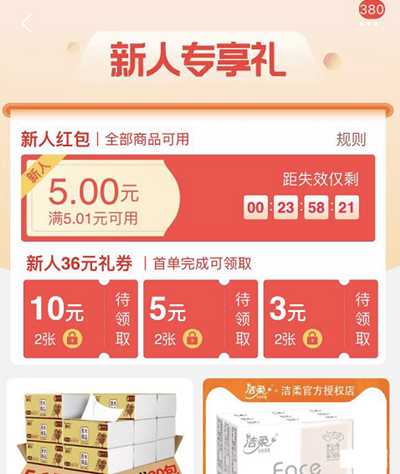 380
新人专享礼
新人红包|全部商品可用 规则
新人
5.00元
满5.01元可用
距失效仅剩
00:23:58:21
新人36元礼券|首单完成可领取
10元
2张
待领取
5元
2张
待领取
3元
2张
待领取
洁柔 洁柔官方授权店
洁柔
Face